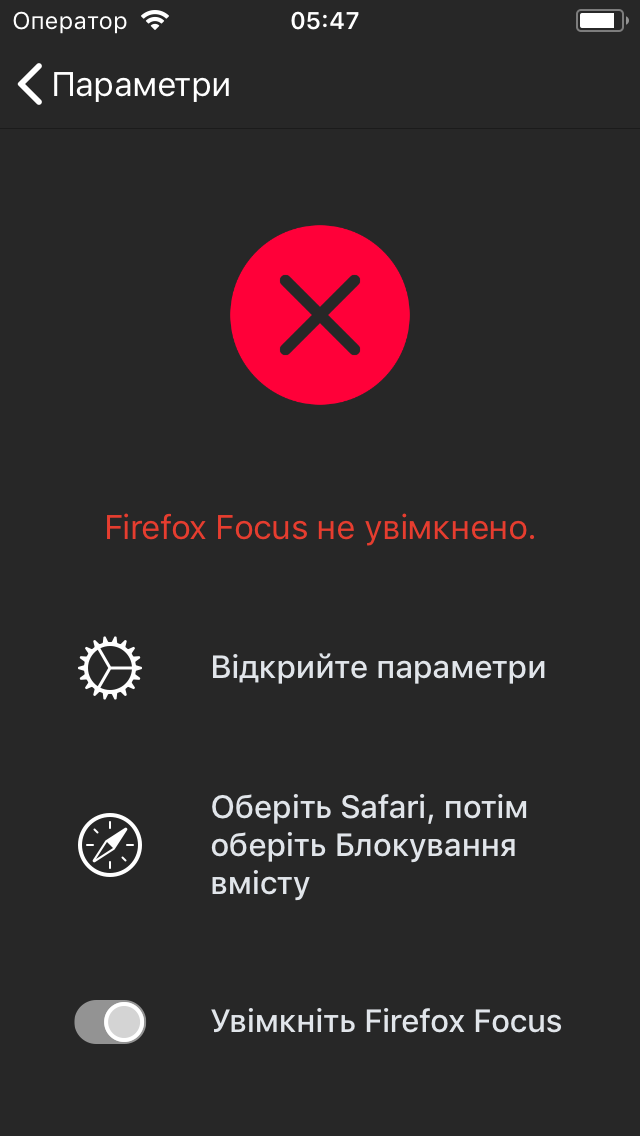 Оператор 05:47
Параметри
Firefox Focus не увімкнено.
Відкрийте параметри
Оберіть Safari, потім
оберіть Блокування
вмісту
Увімкніть Firefox Focus